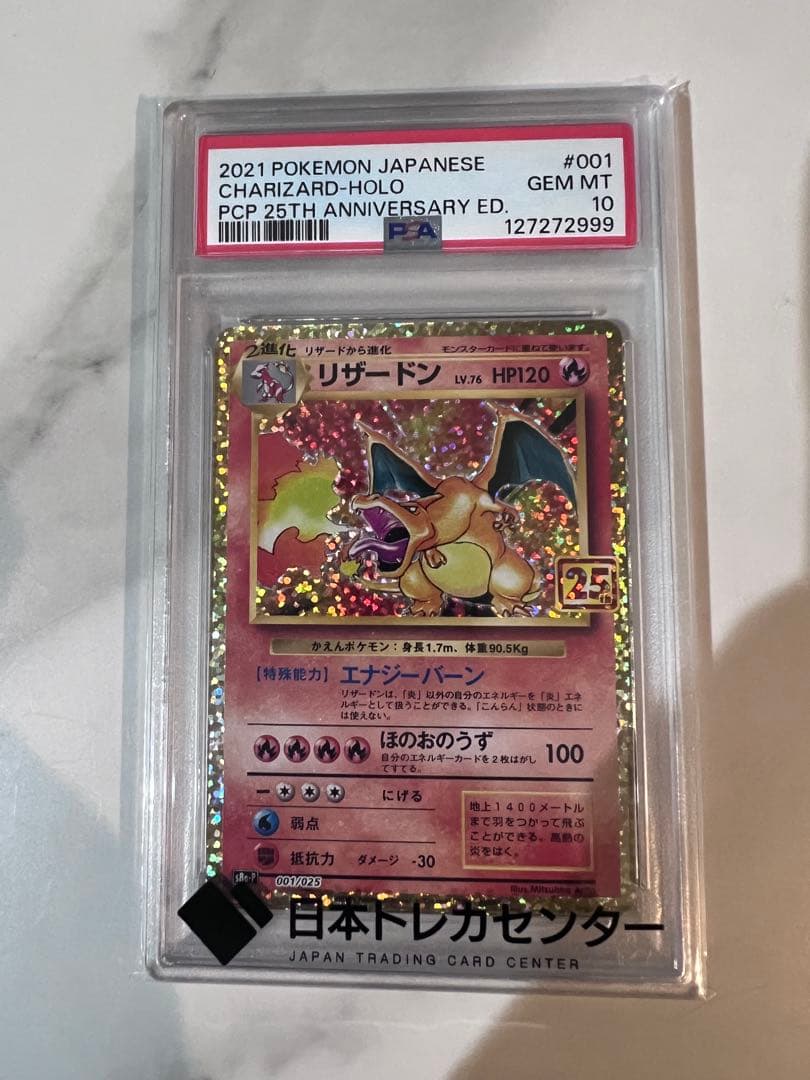 2021 POKEMON JAPANESE #001
CHARIZARD-HOLO GEM MT
PCP 25TH ANNIVERSARY ED. 10
PSA
127272999
2進化 リザードから進化 モンスターカードに重ねて使います。
リザードン LV.76 HP120
25th
かえんポケモン：身長1.7m、体重90.5Kg
【特殊能力】エナジーバーン
リザードンは、「炎」以外の自分のエネルギーを「炎」エネ
ルギーとして扱うことができる。「こんらん」状態のときに
は使えない。
ほのおのうず 100
自分のエネルギーカードを2枚はがし
てすてる。
にげる
弱点
抵抗力 ダメージ -30
地上1400メートル
まで羽をつかって飛ぶ
ことができる。高熱の
炎をはく。
s8a-P 001/025
Illus. Mitsuhiro
日本トレカセンター
JAPAN TRADING CARD CENTER